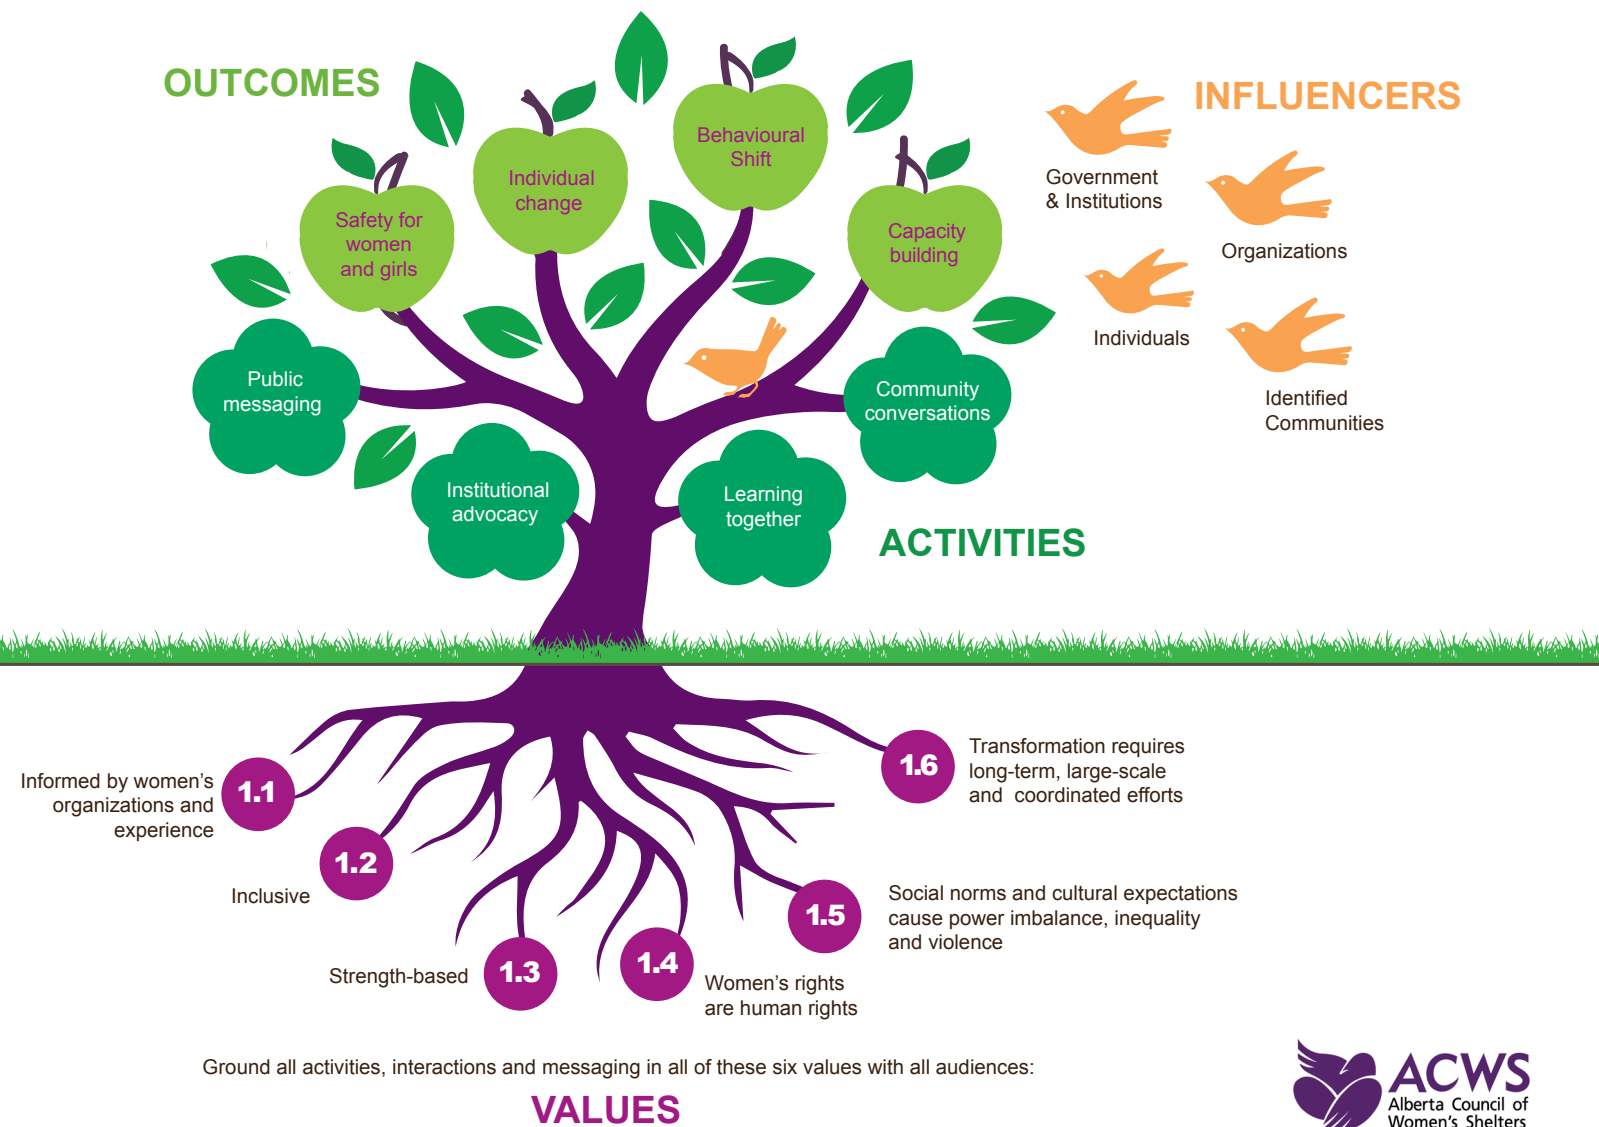 OUTCOMES
INFLUENCERS
Behavioural
Shift
Individual
change
Safety for
women
and girls
Capacity
building
Government
& Institutions
Organizations
Individuals
Identified
Communities
Public
messaging
Community
conversations
Institutional
advocacy
Learning
together
ACTIVITIES
Informed by women’s
organizations and
experience
1.1
1.2
Inclusive
Strength-based
1.3
1.4
Women’s rights
are human rights
1.5
Social norms and cultural expectations
cause power imbalance, inequality
and violence
1.6
Transformation requires
long-term, large-scale
and  coordinated efforts
Ground all activities, interactions and messaging in all of these six values with all audiences:
VALUES
ACWS
Alberta Council of
Women's Shelters